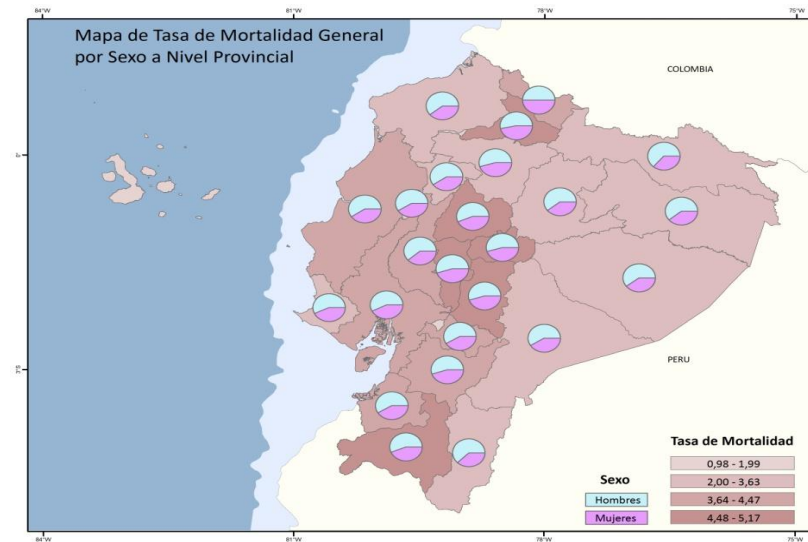 84°W
81°W
78°W
75°W
Mapa de Tasa de Mortalidad General
por Sexo a Nivel Provincial
COLOMBIA
PERU
Tasa de Mortalidad
0,98 - 1,99
2,00 - 3,63
3,64 - 4,47
4,48 - 5,17
Sexo
Hombres
Mujeres
84°W
81°W
78°W
75°W